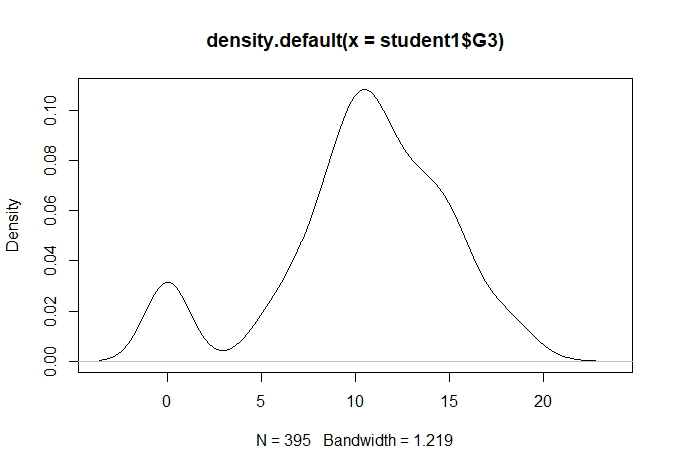 density.default(x = student1$G3)
Density
0.10
0.08
0.06
0.04
0.02
0.00
0 5 10 15 20
N = 395 Bandwidth = 1.219